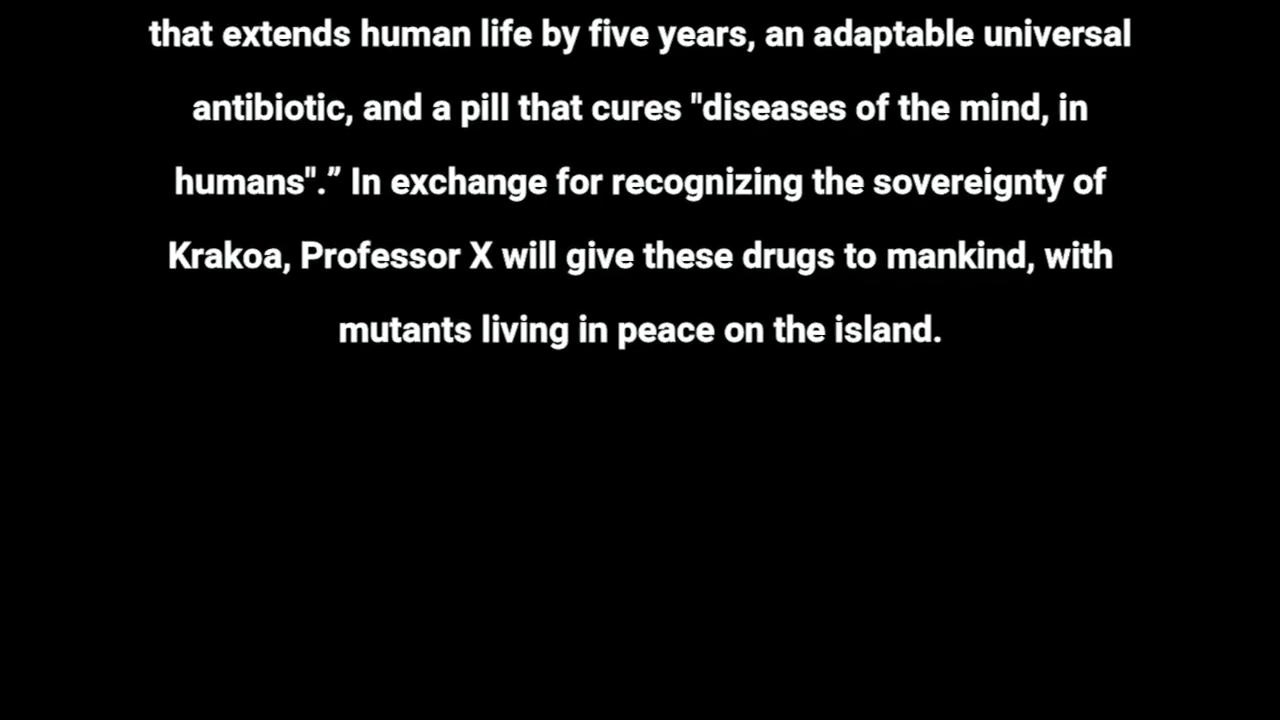 that extends human life by five years, an adaptable universal
antibiotic, and a pill that cures "diseases of the mind, in
humans".” In exchange for recognizing the sovereignty of
Krakoa, Professor X will give these drugs to mankind, with
mutants living in peace on the island.